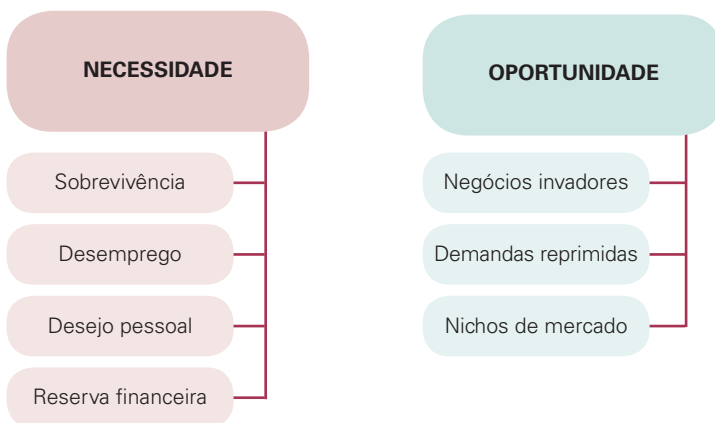 NECESSIDADE
Sobrevivência
Desemprego
Desejo pessoal
Reserva financeira
OPORTUNIDADE
Negócios invadores
Demandas reprimidas
Nichos de mercado